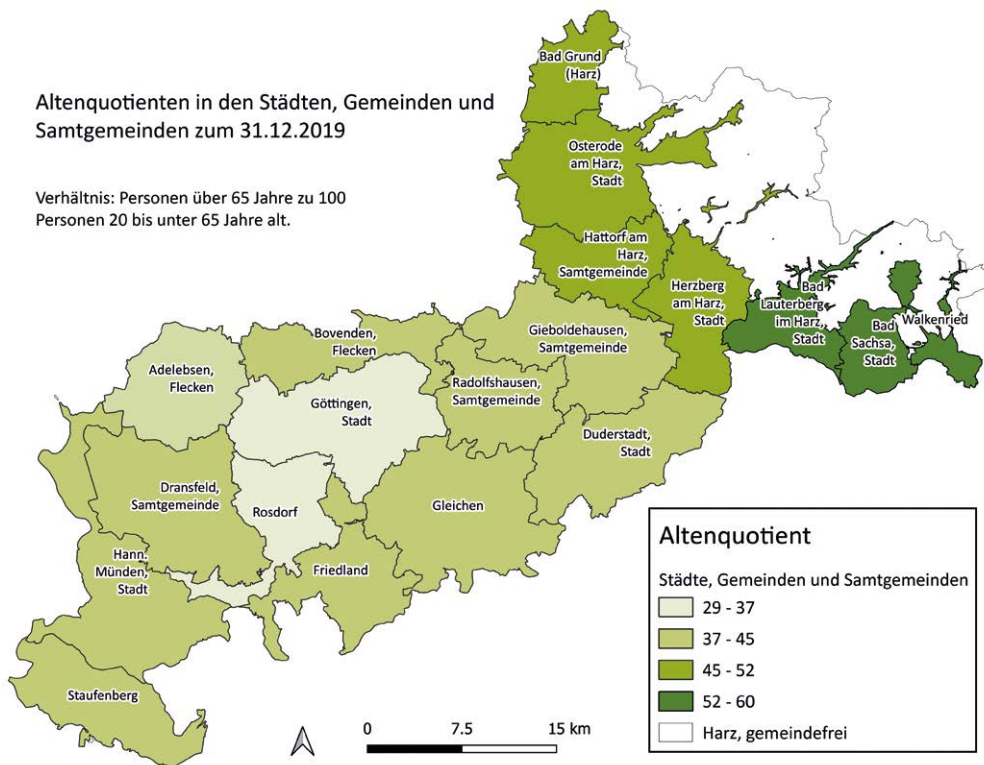 Altenquotienten in den Städten, Gemeinden und
Samtgemeinden zum 31.12.2019
Verhältnis: Personen über 65 Jahre zu 100
Personen 20 bis unter 65 Jahre alt.
Bad Grund
(Harz)
Osterode
am Harz,
Stadt
Hattorf am
Harz,
Samtgemeinde
Herzberg
am Harz,
Stadt
Bad
Lauterberg
im Harz,
Stadt
Bad
Sachsa,
Stadt
Walkenried
Gieboldehausen,
Samtgemeinde
Bovenden,
Flecken
Adelebsen,
Flecken
Radolfshausen,
Samtgemeinde
Göttingen,
Stadt
Duderstadt,
Stadt
Dransfeld,
Samtgemeinde
Rosdorf
Gleichen
Hann.
Münden,
Stadt
Friedland
Staufenberg
0 7.5 15 km
Altenquotient
Städte, Gemeinden und Samtgemeinden
29 - 37
37 - 45
45 - 52
52 - 60
Harz, gemeindefrei